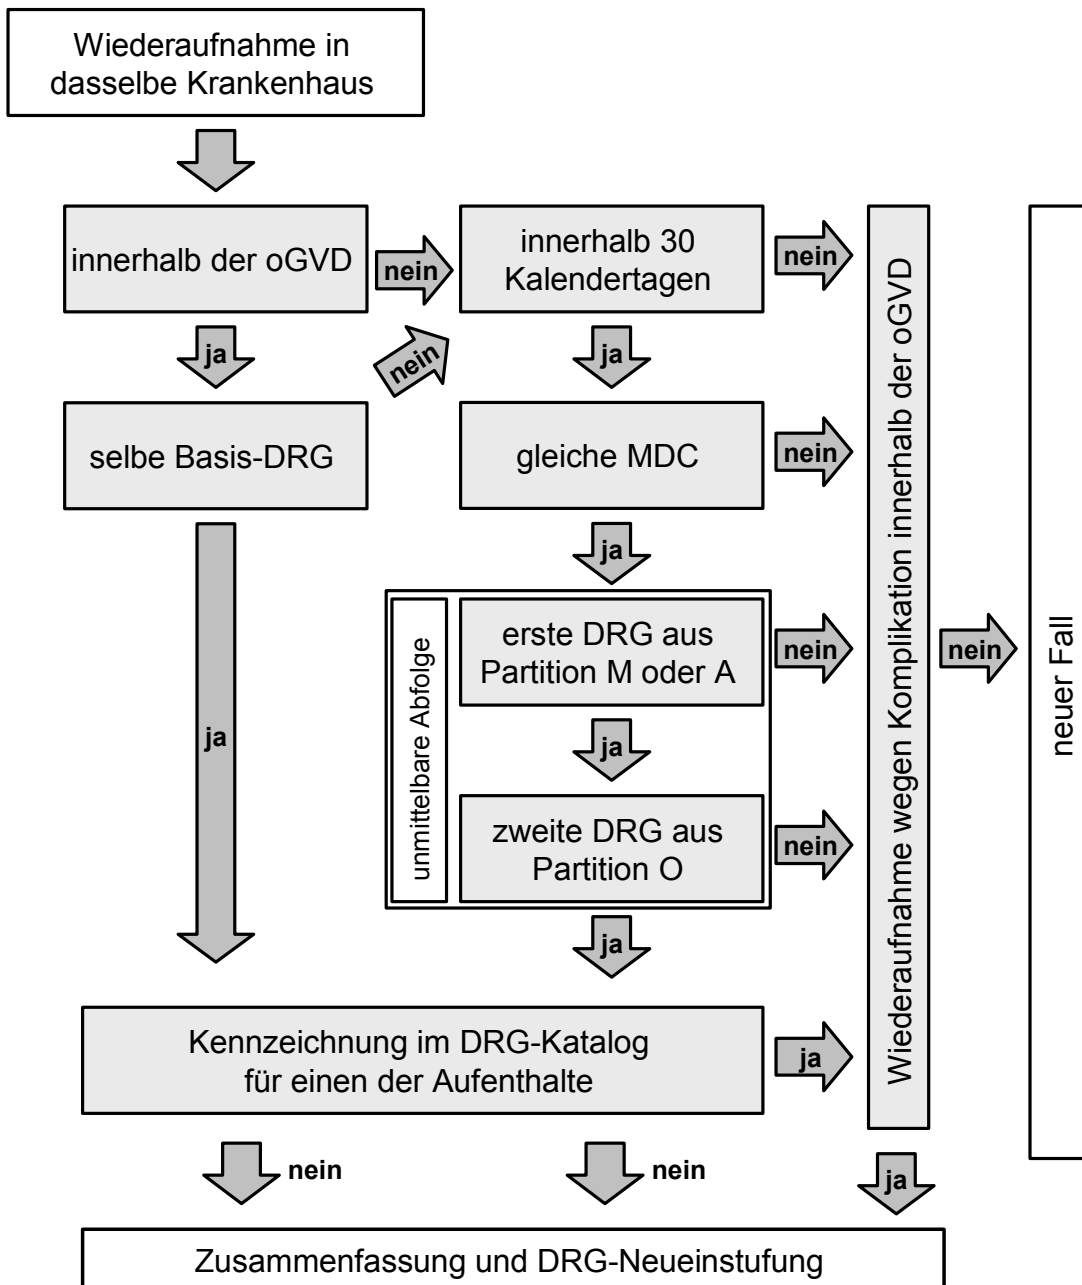 Wiederaufnahme in
dasselbe Krankenhaus
innerhalb der oGVD
nein
innerhalb 30
Kalendertagen
nein
ja
nein
ja
selbe Basis-DRG
gleiche MDC
nein
ja
ja
unmittelbare Abfolge
erste DRG aus
Partition M oder A
nein
ja
zweite DRG aus
Partition O
nein
ja
Kennzeichnung im DRG-Katalog
für einen der Aufenthalte
ja
nein
nein
Wiederaufnahme wegen Komplikation innerhalb der oGVD
nein
neuer Fall
ja
Zusammenfassung und DRG-Neueinstufung